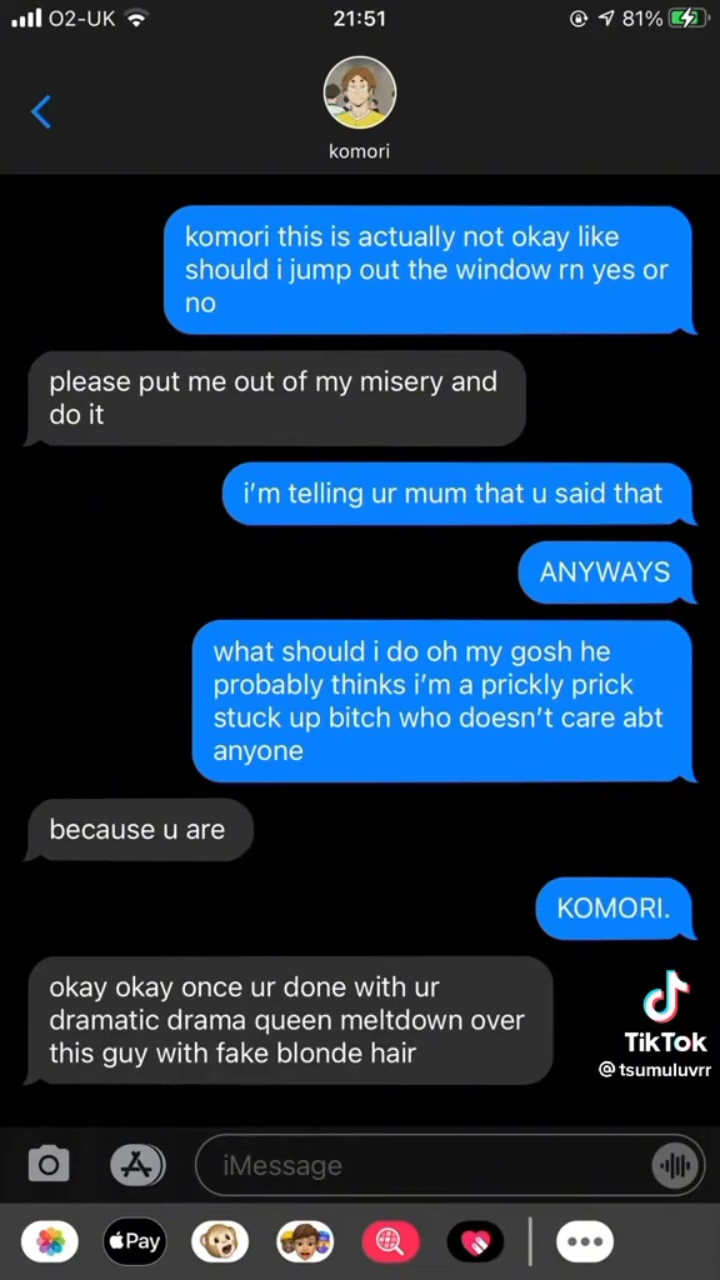 O2-UK
21:51
81%
komori
komori this is actually not okay like
should i jump out the window rn yes or
no
please put me out of my misery and
do it
i’m telling ur mum that u said that
ANYWAYS
what should i do oh my gosh he
probably thinks i’m a prickly prick
stuck up bitch who doesn’t care abt
anyone
because u are
KOMORI.
okay okay once ur done with ur
dramatic drama queen meltdown over
this guy with fake blonde hair
TikTok
@tsumuluvrr
iMessage
Pay